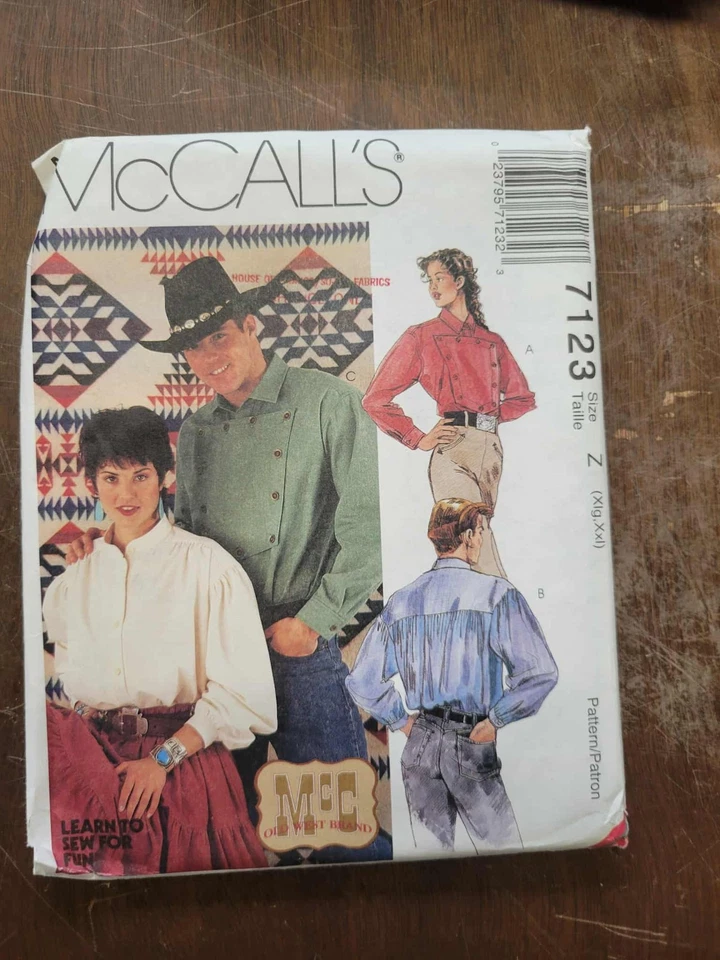 McCALL'S®
0 23795 71232 3
7123
Size
Taille
Z
(Xlg,Xxl)
Pattern/Patron
HOUSE
FABRICS
A
B
C
McC
OLD WEST BRAND
LEARN TO
SEW FOR
FUN